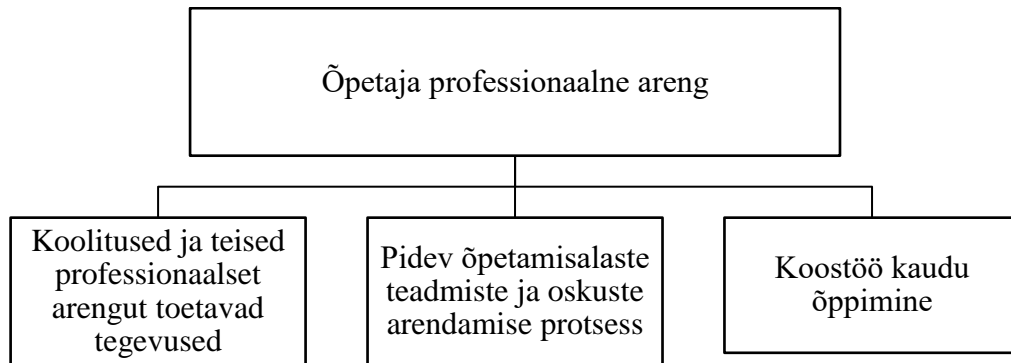 Õpetaja professionaalne areng
Koolitused ja teised
professionaalset
arengut toetavad
tegevused
Pidev õpetamisalaste
teadmiste ja oskuste
arendamise protsess
Koostöö kaudu
õppimine